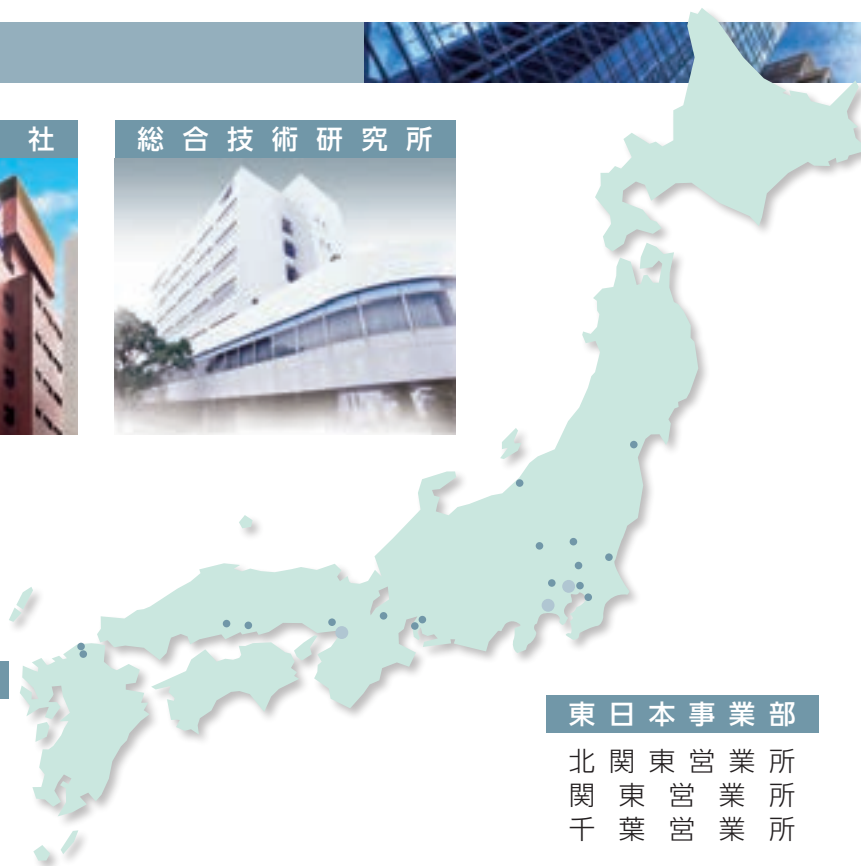 社
総合技術研究所
東日本事業部
北関東営業所
関東営業所
千葉営業所